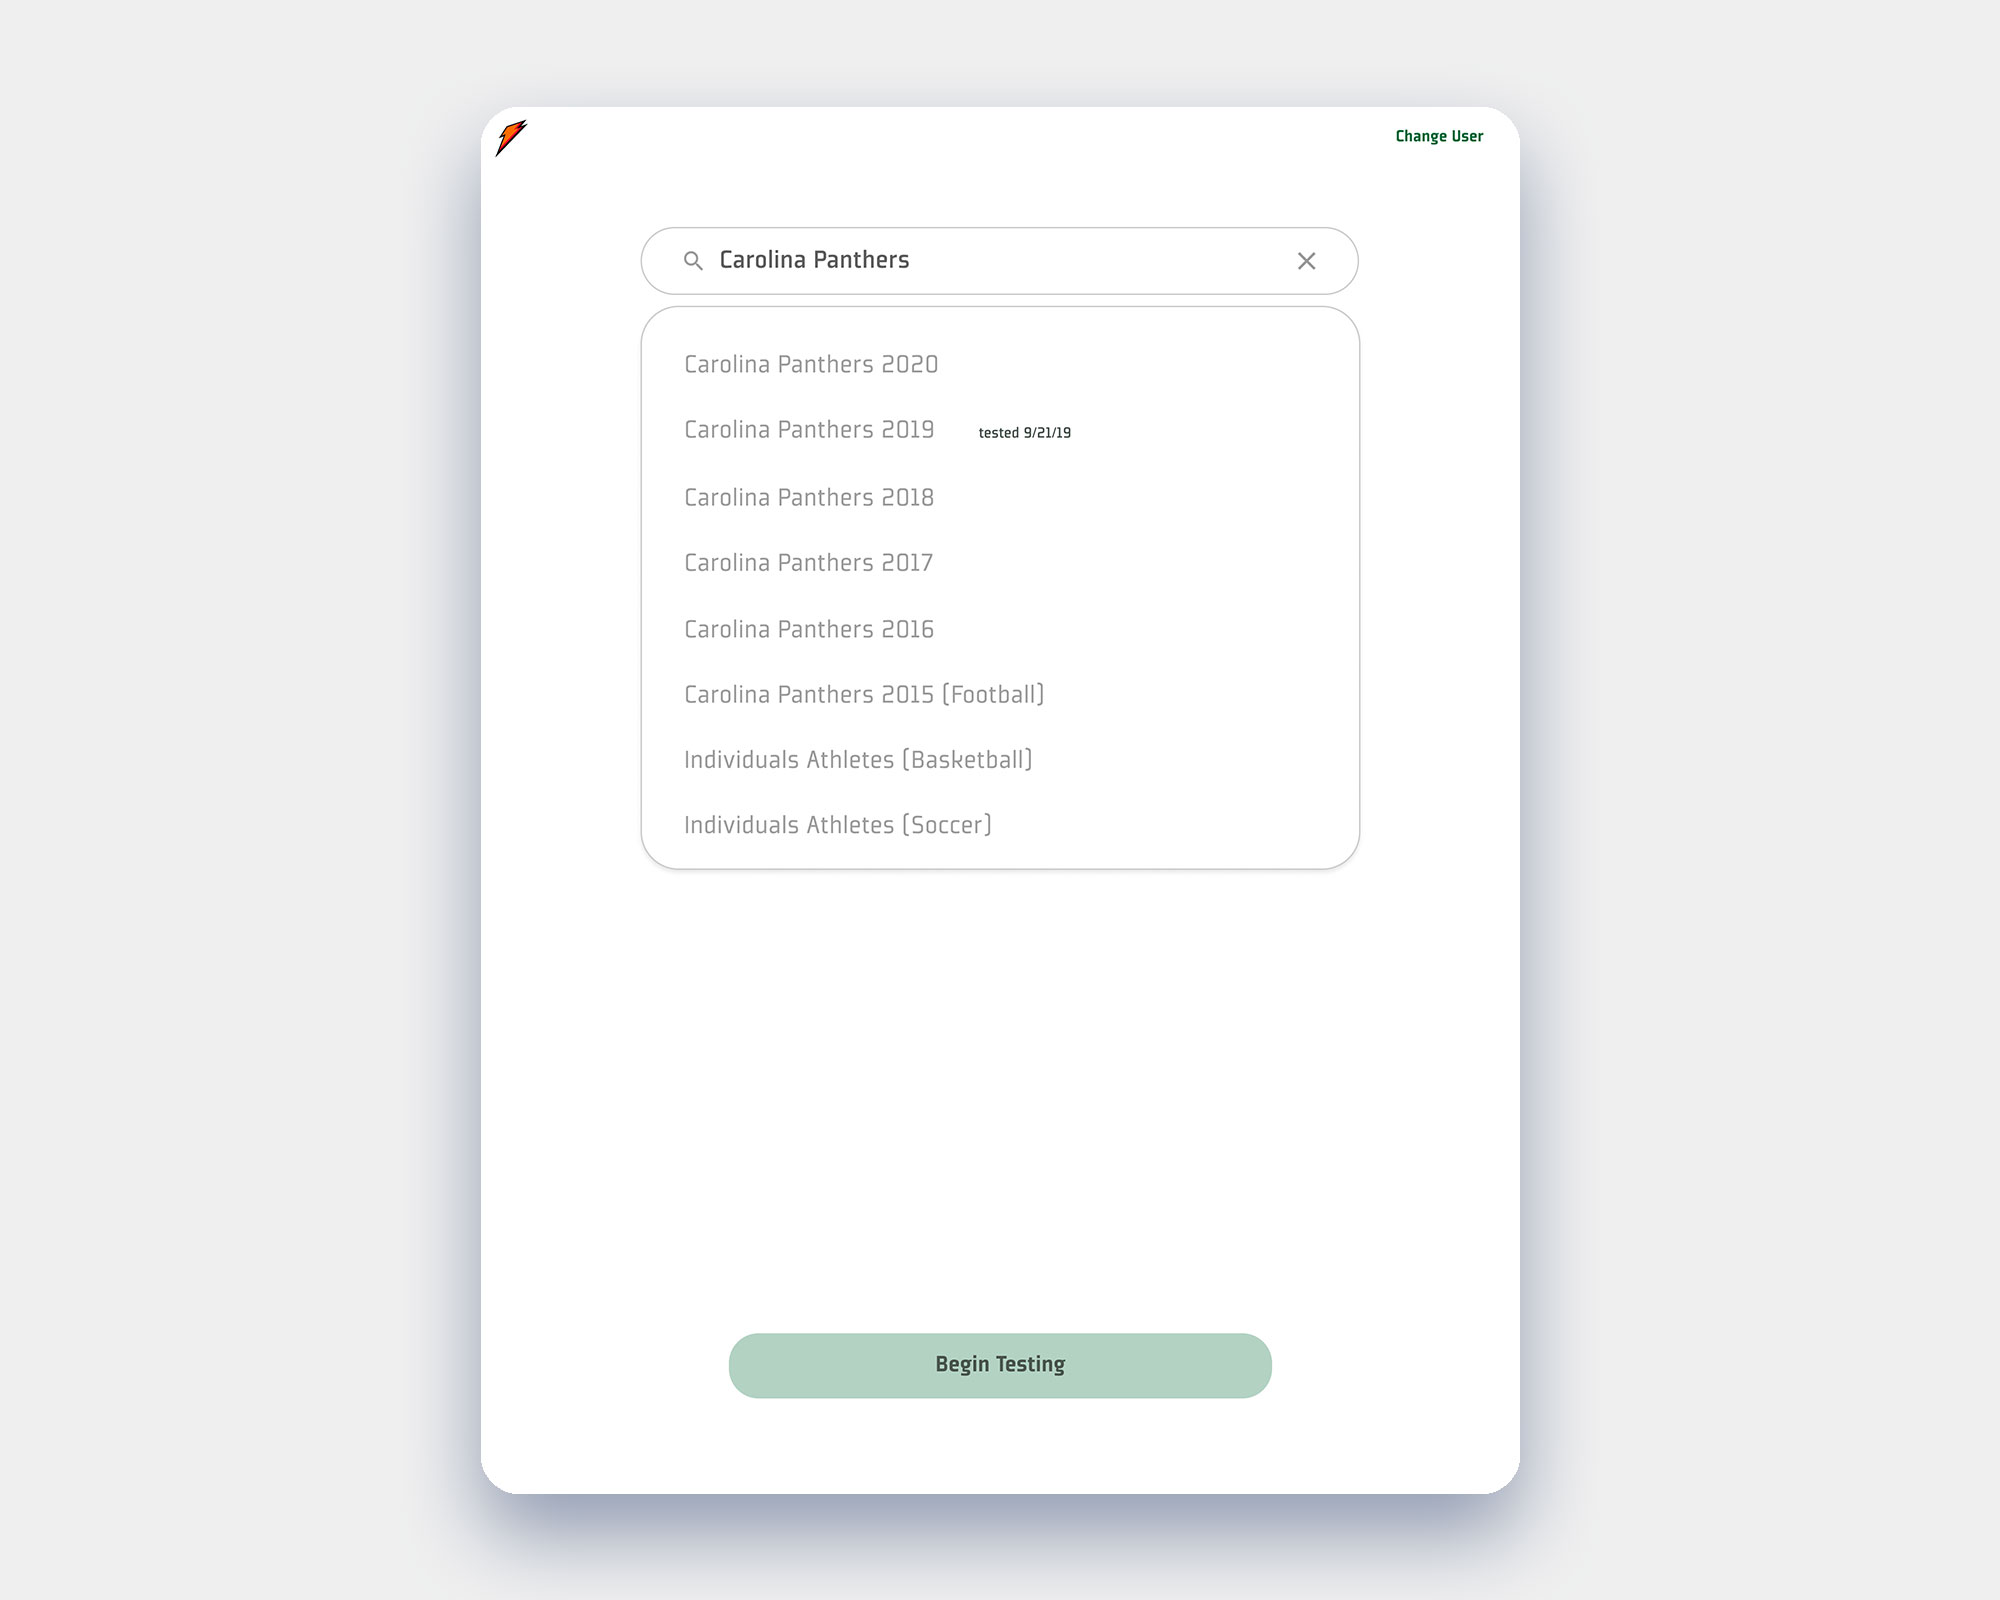 Change User
Carolina Panthers
Carolina Panthers 2020
Carolina Panthers 2019 tested 9/21/19
Carolina Panthers 2018
Carolina Panthers 2017
Carolina Panthers 2016
Carolina Panthers 2015 (Football)
Individuals Athletes (Basketball)
Individuals Athletes (Soccer)
Begin Testing